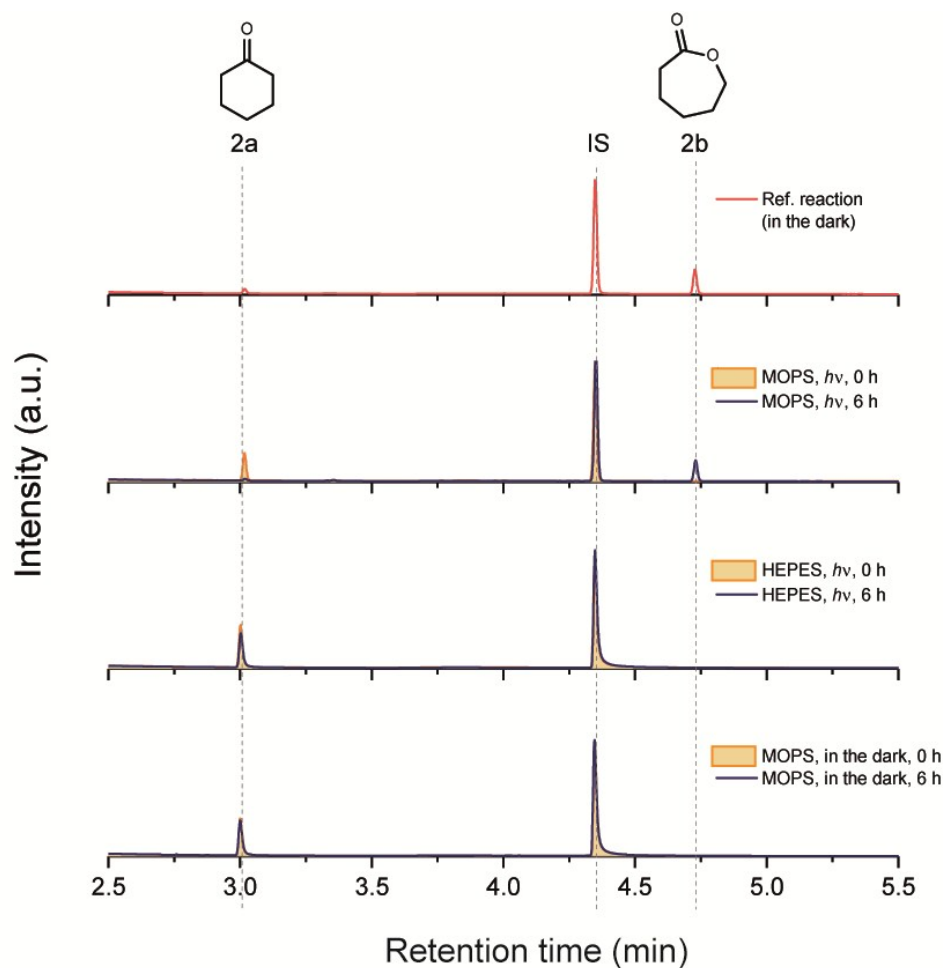 O
O
O
2a
IS
2b
Ref. reaction
(in the dark)
MOPS, hν, 0 h
MOPS, hν, 6 h
HEPES, hν, 0 h
HEPES, hν, 6 h
MOPS, in the dark, 0 h
MOPS, in the dark, 6 h
Intensity (a.u.)
2.5 3.0 3.5 4.0 4.5 5.0 5.5
Retention time (min)